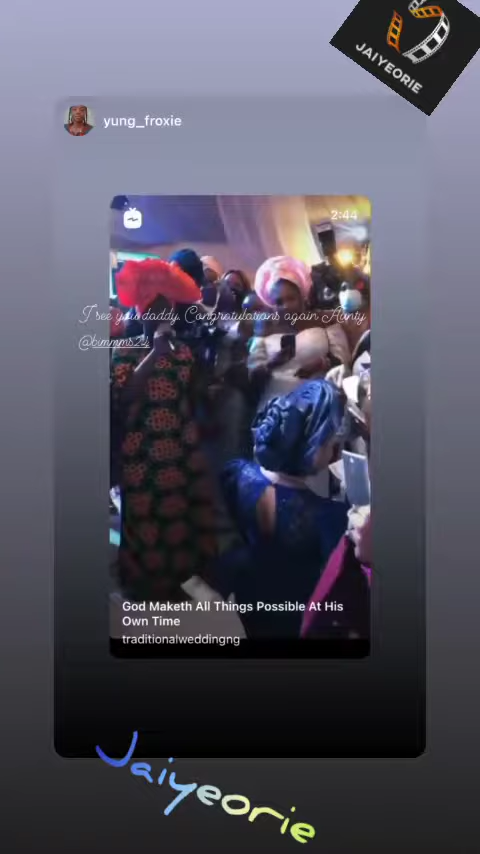 JAIYEORIE
yung_froxie
2:44
I see you daddy. Congratulations again Aunty
@bimmms24
God Maketh All Things Possible At His
Own Time
traditionalweddingng
Jaiyeorie